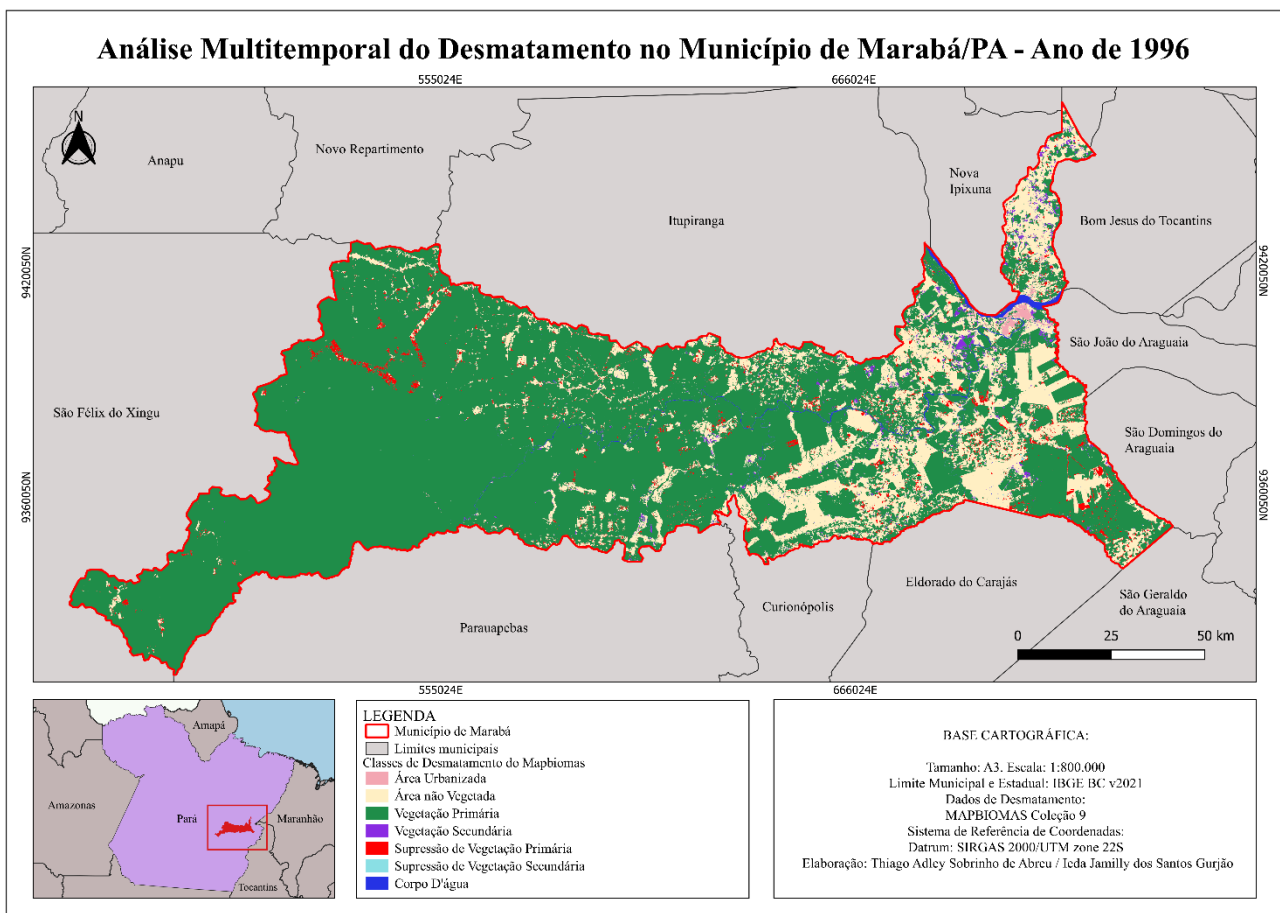 Análise Multitemporal do Desmatamento no Município de Marabá/PA - Ano de 1996
555024E
666024E
N
Anapu
Novo Repartimento
Itupiranga
Nova
Ipixuna
Bom Jesus do Tocantins
9420050N
9420050N
São João do Araguaia
São Félix do Xingu
São Domingos do
Araguaia
9360050N
9360050N
Eldorado do Carajás
São Geraldo
do Araguaia
Curionópolis
Parauapebas
0
25
50 km
555024E
666024E
Amapá
Amazonas
Pará
Maranhão
Tocantins
LEGENDA
Município de Marabá
Limites municipais
Classes de Desmatamento do Mapbiomas
Área Urbanizada
Área não Vegetada
Vegetação Primária
Vegetação Secundária
Supressão de Vegetação Primária
Supressão de Vegetação Secundária
Corpo D'água
BASE CARTOGRÁFICA:
Tamanho: A3. Escala: 1:800.000
Limite Municipal e Estadual: IBGE BC v2021
Dados de Desmatamento:
MAPBIOMAS Coleção 9
Sistema de Referência de Coordenadas:
Datum: SIRGAS 2000/UTM zone 22S
Elaboração: Thiago Adley Sobrinho de Abreu / Ieda Jamilly dos Santos Gurjão